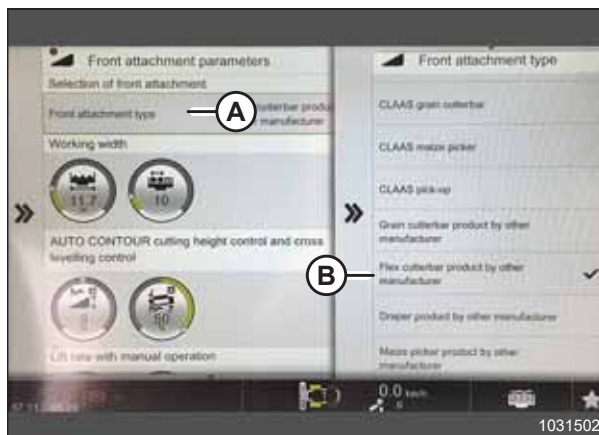 Front attachment parameters
Selection of front attachment
Front attachment type
cutterbar produ
manufacturer
A
Working width
11.7
10
AUTO CONTOUR cutting height control and cross
levelling control
50
Lift rate with manual operation
Front attachment type
CLAAS grain cutterbar
CLAAS maize picker
CLAAS pick-up
Grain cutterbar product by other
manufacturer
B
Flex cutterbar product by other
manufacturer
Draper product by other manufacturer
Maize picker product by other
manufacturer
0.0 km/h
1031502